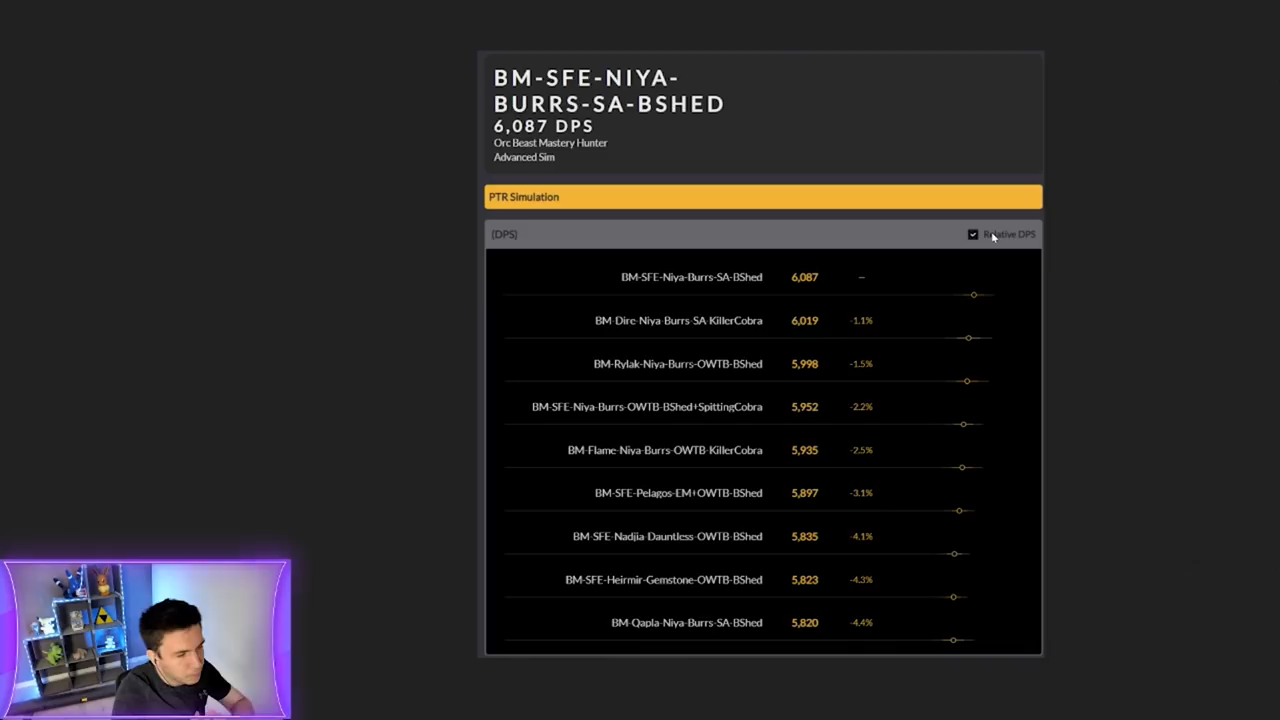 BM-SFE-NIYA-
BURRS-SA-BSHED
6,087 DPS
Orc Beast Mastery Hunter
Advanced Sim
PTR Simulation
(DPS) Relative DPS
BM-SFE-Niya-Burrs-SA-BShed 6,087 –
BM-Dire-Niya-Burrs-SA-KillerCobra 6,019 -1.1%
BM-Rylak-Niya-Burrs-OWTB-BShed 5,998 -1.5%
BM-SFE-Niya-Burrs-OWTB-BShed+SpittingCobra 5,952 -2.2%
BM-Flame-Niya-Burrs-OWTB-KillerCobra 5,935 -2.5%
BM-SFE-Pelagos-EM+OWTB-BShed 5,897 -3.1%
BM-SFE-Nadjia-Dauntless-OWTB-BShed 5,835 -4.1%
BM-SFE-Heirmir-Gemstone-OWTB-BShed 5,823 -4.3%
BM-Qapla-Niya-Burrs-SA-BShed 5,820 -4.4%